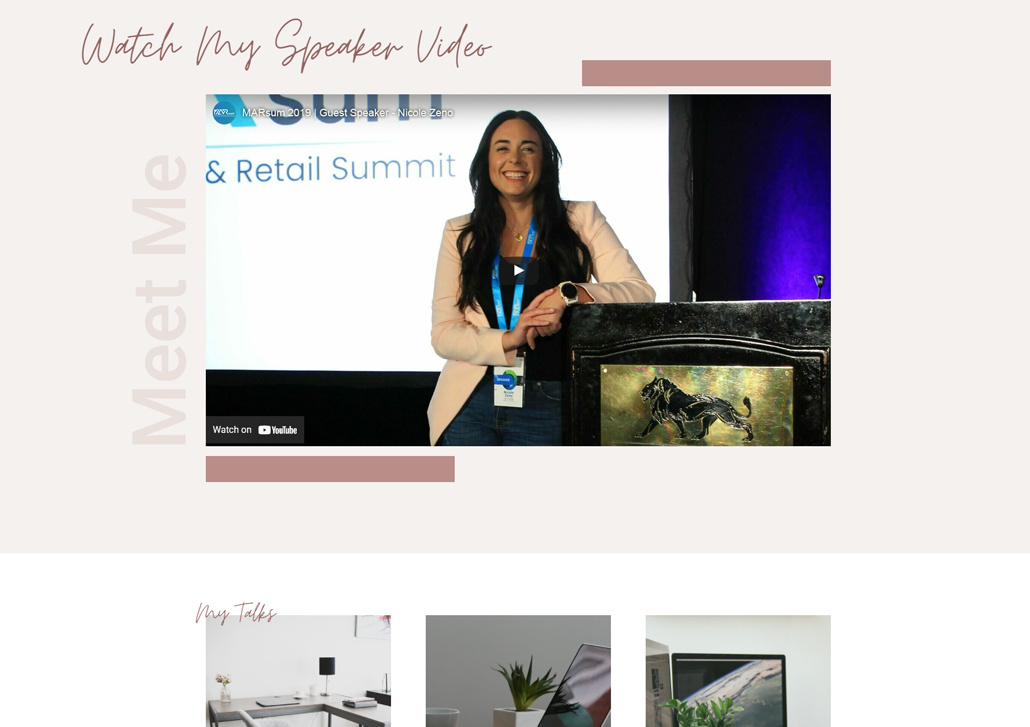 Watch My Speaker Video
MARsum 2019 | Guest Speaker - Nicole Zeno
sum
& Retail Summit
Meet Me
Watch on YouTube
My Talks